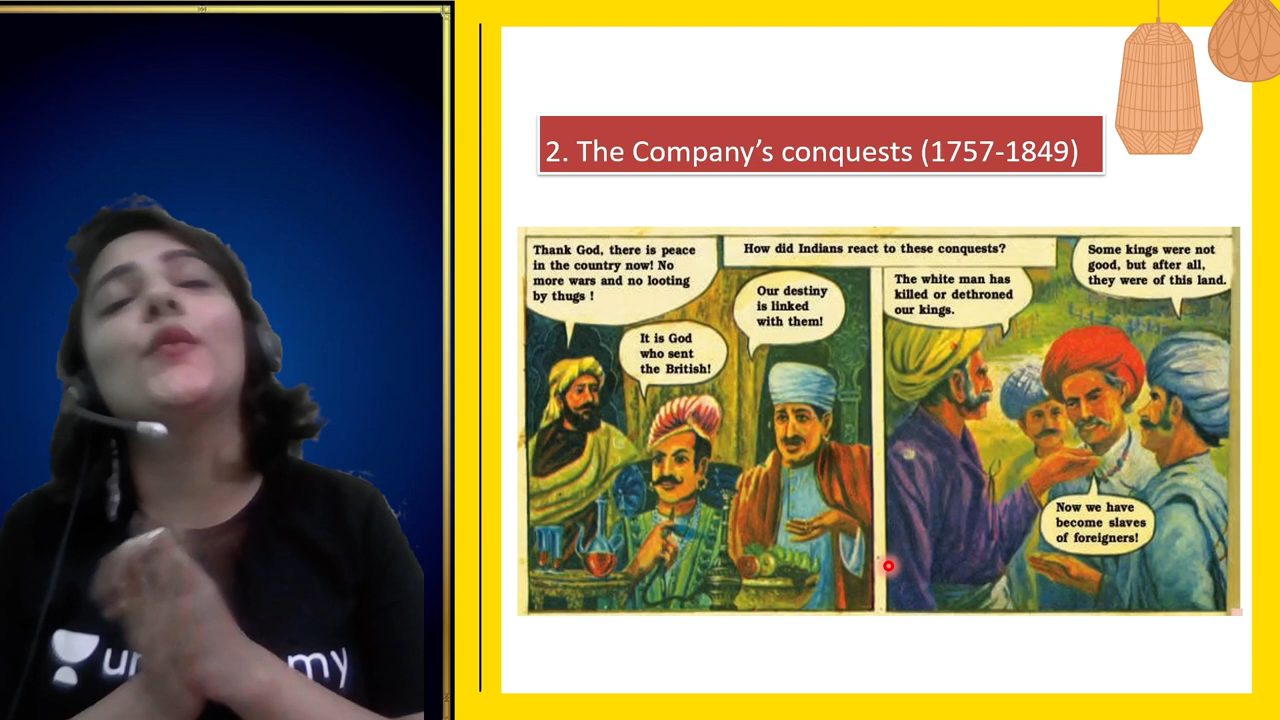 2. The Company’s conquests (1757-1849)
Thank God, there is peace
in the country now! No
more wars and no looting
by thugs !
How did Indians react to these conquests?
It is God
who sent
the British!
Our destiny
is linked
with them!
The white man has
killed or dethroned
our kings.
Some kings were not
good, but after all,
they were of this land.
Now we have
become slaves
of foreigners!